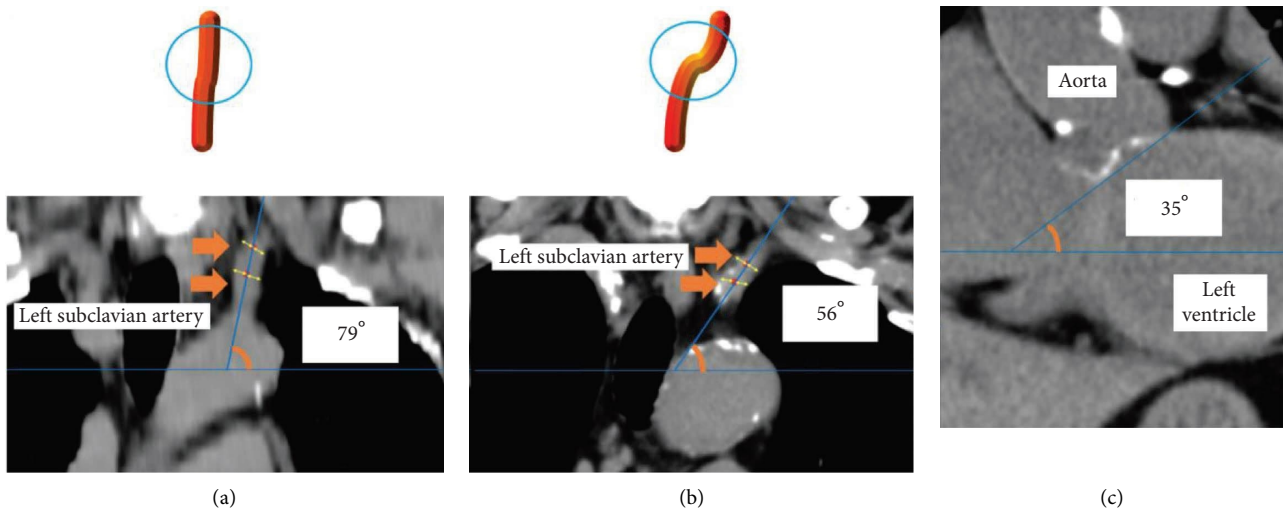 Left subclavian artery
79°
(a)
Left subclavian artery
56°
(b)
Aorta
35°
Left
ventricle
(c)